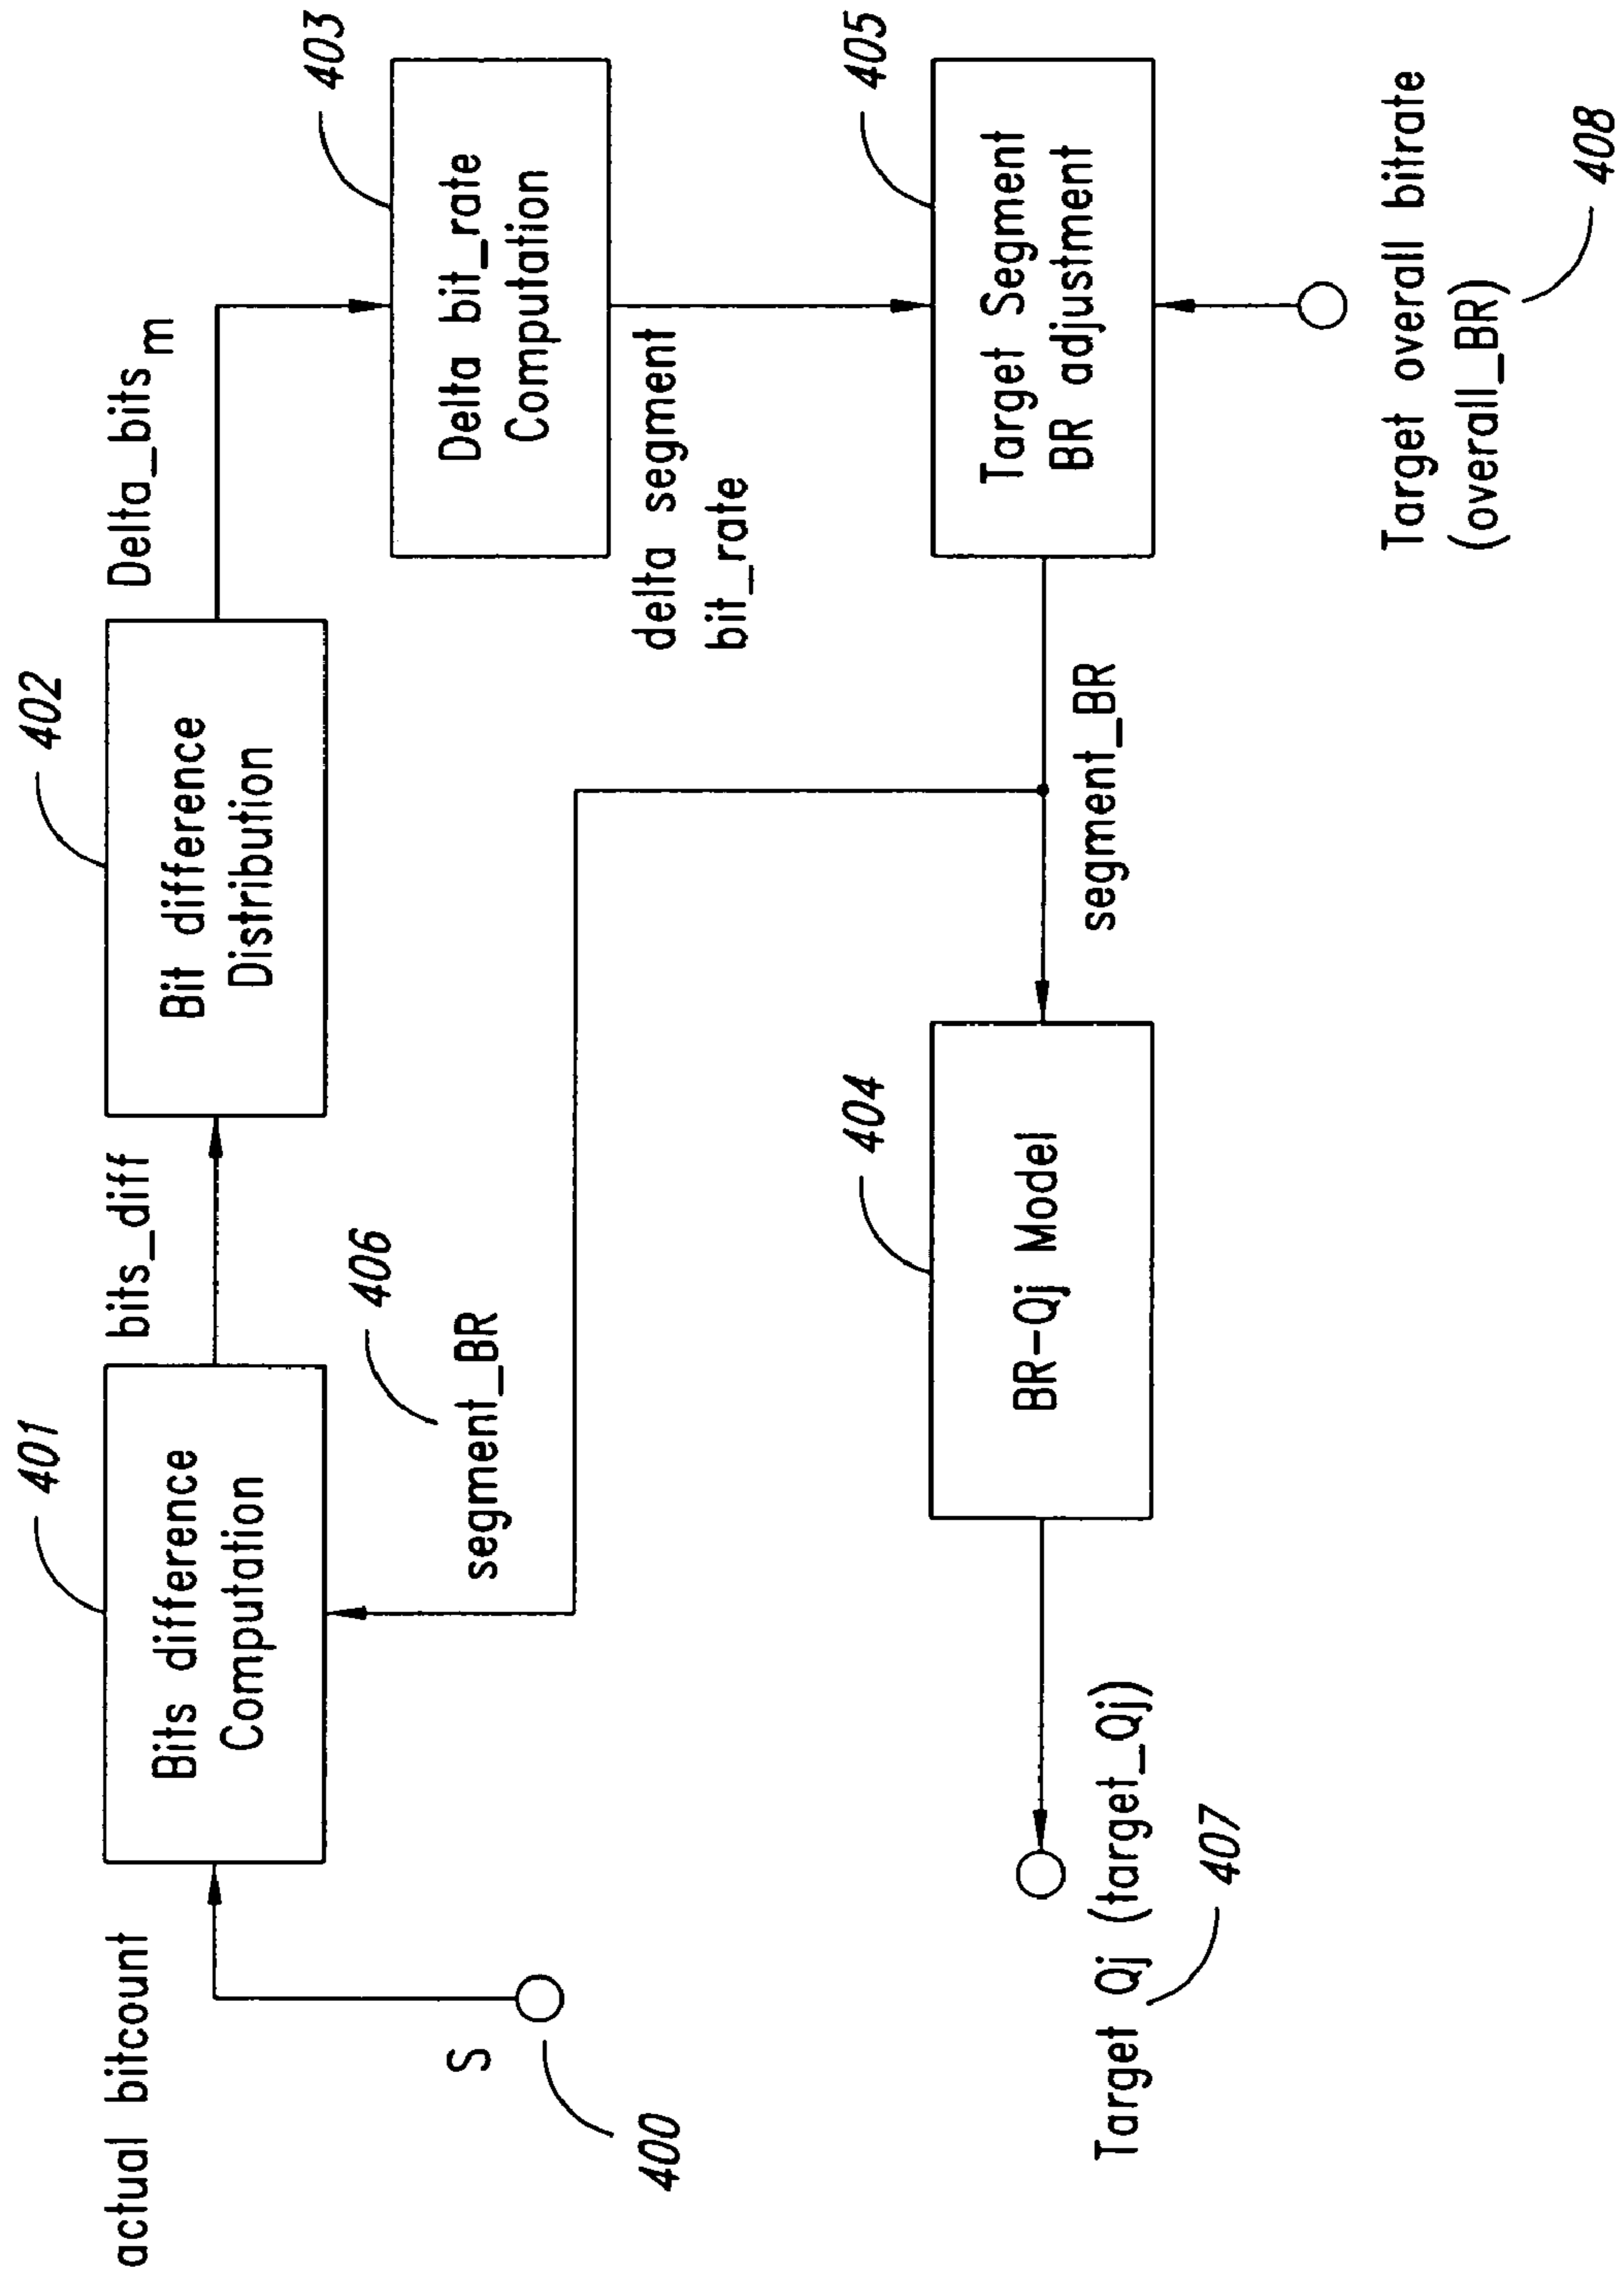 401
402
403
actual bitcount
Bits difference
Computation
bits_diff
Bit difference
Distribution
Delta_bits m
Delta bit_rate
Computation
S
400
406
segment_BR
delta segment
bit_rate
404
405
BR-Qj Model
segment_BR
Target Segment
BR adjustment
Target Qj (target_Qj)
407
Target overall bitrate
(overall_BR)
408